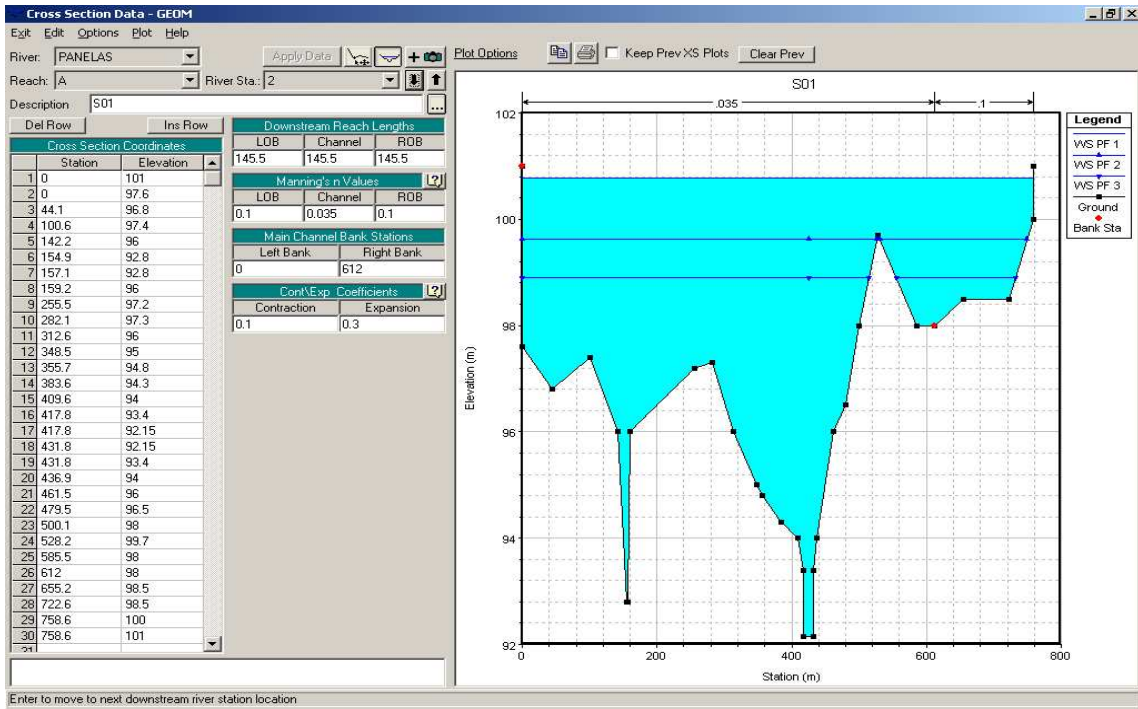 Cross Section Data - GEOM
Exit Edit Options Plot Help
River: PANELAS
Apply Data
Plot Options
Keep Prev XS Plots
Clear Prev
Reach: A
River Sta.: 2
Description S01
...
Del Row
Ins Row
Cross Section Coordinates
Station Elevation
1 0 101
2 0 97.6
3 44.1 96.8
4 100.6 97.4
5 142.2 96
6 154.9 92.8
7 157.1 92.8
8 159.2 96
9 255.5 97.2
10 282.1 97.3
11 312.6 96
12 348.5 95
13 355.7 94.8
14 383.6 94.3
15 409.6 94
16 417.8 93.4
17 417.8 92.15
18 431.8 92.15
19 431.8 93.4
20 436.9 94
21 461.5 96
22 479.5 96.5
23 500.1 98
24 528.2 99.7
25 585.5 98
26 612 98
27 655.2 98.5
28 722.6 98.5
29 758.6 100
30 758.6 101
31
Downstream Reach Lengths
LOB Channel ROB
145.5 145.5 145.5
Manning's n Values
?
LOB Channel ROB
0.1 0.035 0.1
Main Channel Bank Stations
Left Bank Right Bank
0 612
Cont\Exp Coefficients
?
Contraction Expansion
0.1 0.3
S01
.035
.1
102
100
98
96
94
92
Elevation (m)
0 200 400 600 800
Station (m)
Legend
WS PF 1
WS PF 2
WS PF 3
Ground
Bank Sta
Enter to move to next downstream river station location